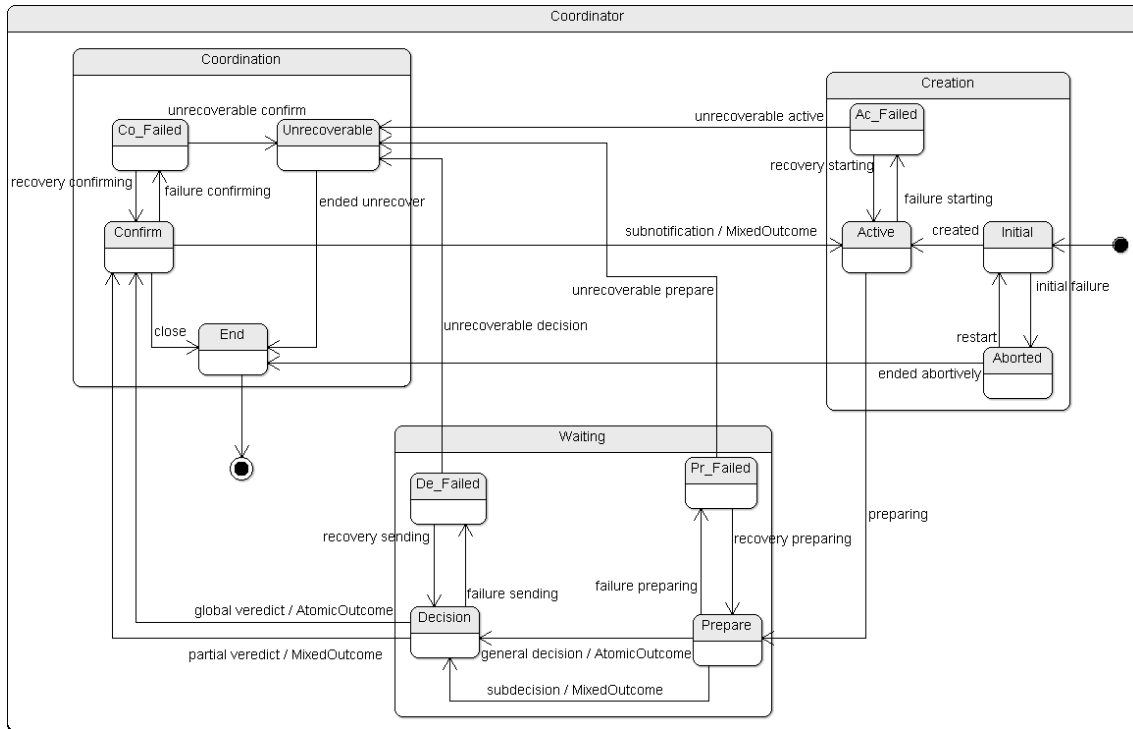 Coordinator
Coordination
Creation
unrecoverable confirm
unrecoverable active
Co_Failed
Unrecoverable
Ac_Failed
recovery confirming
failure confirming
ended unrecover
recovery starting
failure starting
Confirm
subnotification / MixedOutcome
Active
created
Initial
unrecoverable prepare
initial failure
close
End
unrecoverable decision
restart
Aborted
ended abortively
Waiting
De_Failed
Pr_Failed
preparing
recovery sending
recovery preparing
failure sending
failure preparing
global veredict / AtomicOutcome
Decision
Prepare
partial veredict / MixedOutcome
general decision / AtomicOutcome
subdecision / MixedOutcome